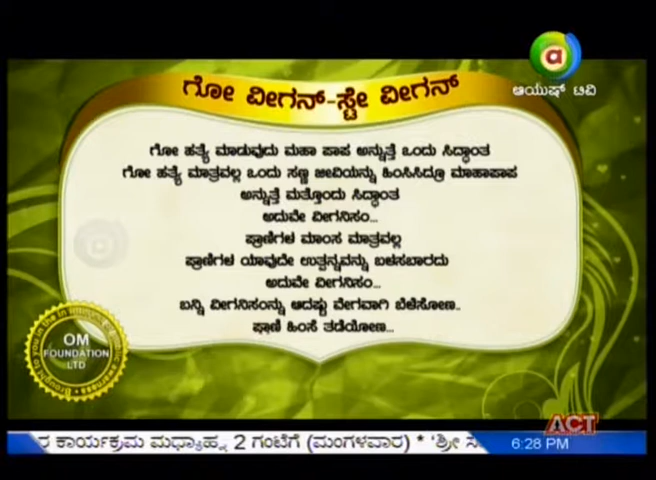 ಗೋ ವೀಗನ್-ಸ್ಟೇ ವೀಗನ್
ಆಯುಷ್ ಟಿವಿ
ಗೋ ಹತ್ಯೆ ಮಾಡುವುದು ಮಹಾ ಪಾಪ ಅನ್ನುತ್ತೆ ಒಂದು ಸಿದ್ಧಾಂತ
ಗೋ ಹತ್ಯೆ ಮಾತ್ರವಲ್ಲ ಒಂದು ಸಣ್ಣ ಜೀವಿಯನ್ನು ಹಿಂಸಿಸಿದ್ರೂ ಮಾಹಾಪಾಪ
ಅನ್ನುತ್ತೆ ಮತ್ತೊಂದು ಸಿದ್ಧಾಂತ
ಅದುವೇ ವೀಗನಿಸಂ...
ಪ್ರಾಣಿಗಳ ಮಾಂಸ ಮಾತ್ರವಲ್ಲ
ಪ್ರಾಣಿಗಳ ಯಾವುದೇ ಉತ್ಪನ್ನವನ್ನು ಬಳಸಬಾರದು
ಅದುವೇ ವೀಗನಿಸಂ...
ಬನ್ನಿ ವೀಗನಿಸಂನ್ನು ಆದಷ್ಟು ವೇಗವಾಗಿ ಬೆಳೆಸೋಣ..
ಪ್ರಾಣಿ ಹಿಂಸೆ ತಡೆಯೋಣ...
OM
FOUNDATION
LTD
ACT
ರ ಕಾರ್ಯಕ್ರಮ ಮಧ್ಯಾಹ್ನ 2 ಗಂಟೆಗೆ (ಮಂಗಳವಾರ) * 'ಶ್ರೀ ಸ
6:28 PM